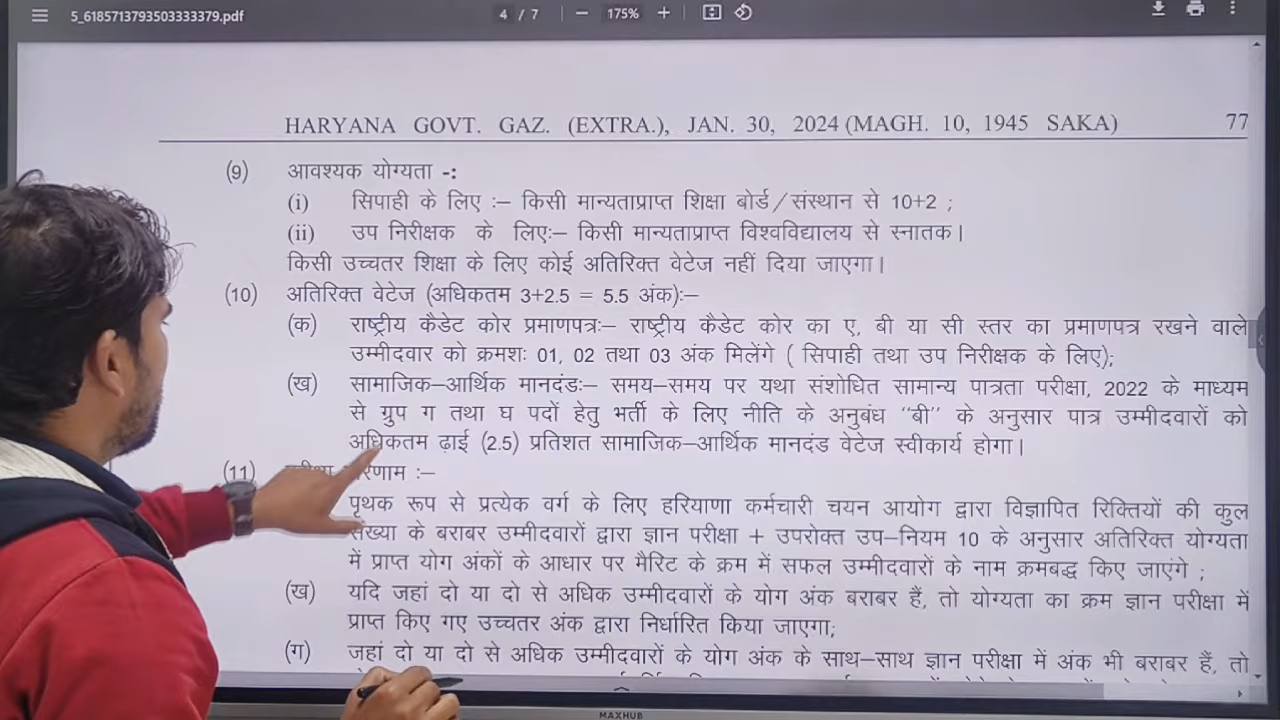 5_6185713793503333379.pdf
4 / 7
175%
HARYANA GOVT. GAZ. (EXTRA.), JAN. 30, 2024 (MAGH. 10, 1945 SAKA) 77
(9) आवश्यक योग्यता -:
(i) सिपाही के लिए :– किसी मान्यताप्राप्त शिक्षा बोर्ड/संस्थान से 10+2 ;
(ii) उप निरीक्षक के लिएः– किसी मान्यताप्राप्त विश्वविद्यालय से स्नातक।
किसी उच्चतर शिक्षा के लिए कोई अतिरिक्त वेटेज नहीं दिया जाएगा।
(10) अतिरिक्त वेटेज (अधिकतम 3+2.5 = 5.5 अंक):–
(क) राष्ट्रीय कैडेट कोर प्रमाणपत्रः– राष्ट्रीय कैडेट कोर का ए, बी या सी स्तर का प्रमाणपत्र रखने वाले
उम्मीदवार को क्रमशः 01, 02 तथा 03 अंक मिलेंगे ( सिपाही तथा उप निरीक्षक के लिए);
(ख) सामाजिक–आर्थिक मानदंडः– समय–समय पर यथा संशोधित सामान्य पात्रता परीक्षा, 2022 के माध्यम
से ग्रुप ग तथा घ पदों हेतु भर्ती के लिए नीति के अनुबंध "बी" के अनुसार पात्र उम्मीदवारों को
अधिकतम ढ़ाई (2.5) प्रतिशत सामाजिक–आर्थिक मानदंड वेटेज स्वीकार्य होगा।
(11) :–
पृथक रूप से प्रत्येक वर्ग के लिए हरियाणा कर्मचारी चयन आयोग द्वारा विज्ञापित रिक्तियों की कुल
संख्या के बराबर उम्मीदवारों द्वारा ज्ञान परीक्षा + उपरोक्त उप–नियम 10 के अनुसार अतिरिक्त योग्यता
में प्राप्त योग अंकों के आधार पर मैरिट के क्रम में सफल उम्मीदवारों के नाम क्रमबद्ध किए जाएंगे ;
(ख) यदि जहां दो या दो से अधिक उम्मीदवारों के योग अंक बराबर हैं, तो योग्यता का क्रम ज्ञान परीक्षा में
प्राप्त किए गए उच्चतर अंक द्वारा निर्धारित किया जाएगा;
(ग) जहां दो या दो से अधिक उम्मीदवारों के योग अंक के साथ–साथ ज्ञान परीक्षा में अंक भी बराबर हैं, तो
MAXHUB